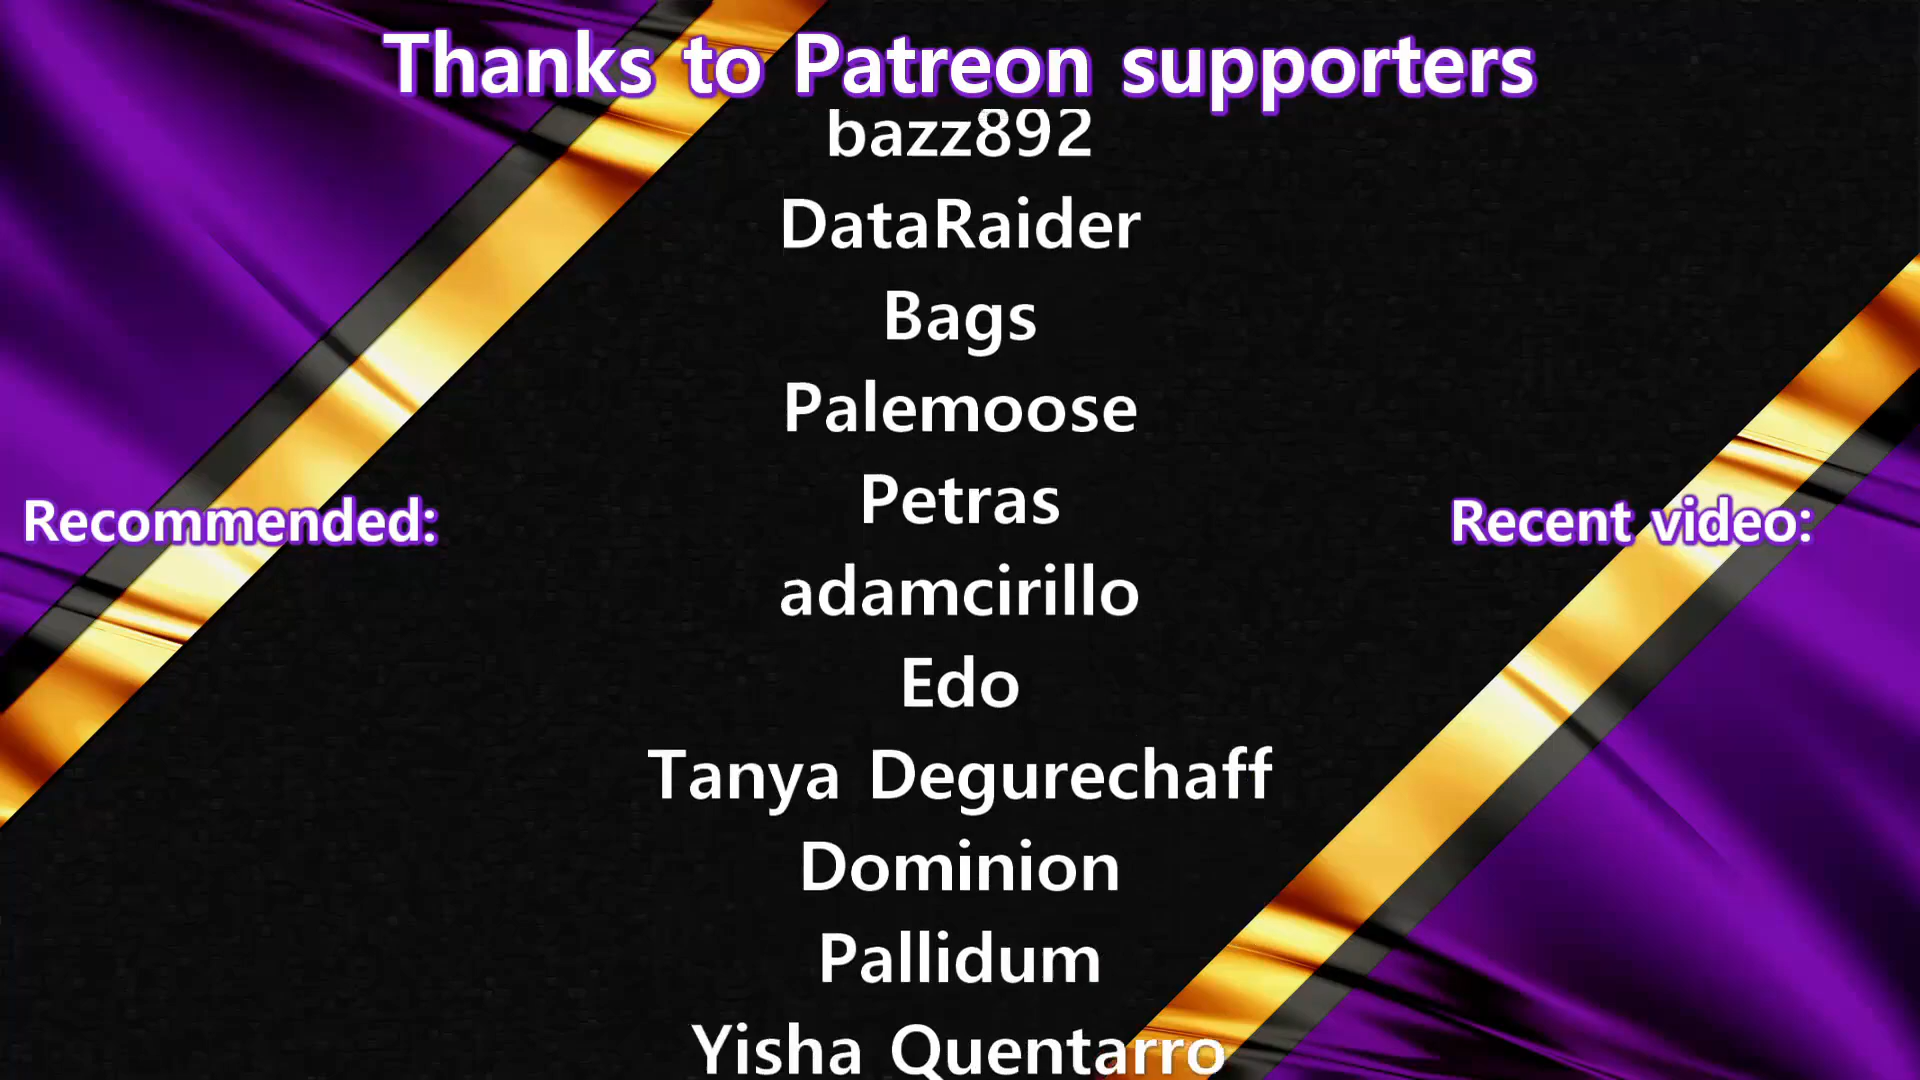 Thanks to Patreon supporters
bazz892
DataRaider
Bags
Palemoose
Petras
Recommended:
Recent video:
adamcirillo
Edo
Tanya Degurechaff
Dominion
Pallidum
Yisha Quentarro